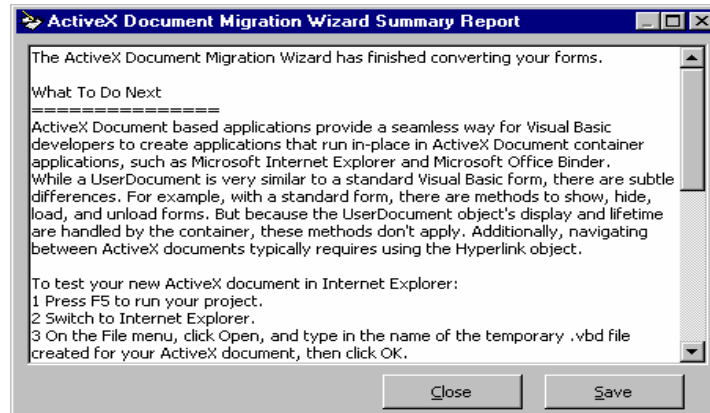 ActiveX Document Migration Wizard Summary Report
The ActiveX Document Migration Wizard has finished converting your forms.
What To Do Next
================
ActiveX Document based applications provide a seamless way for Visual Basic
developers to create applications that run in-place in ActiveX Document container
applications, such as Microsoft Internet Explorer and Microsoft Office Binder.
While a UserDocument is very similar to a standard Visual Basic form, there are subtle
differences. For example, with a standard form, there are methods to show, hide,
load, and unload forms. But because the UserDocument object's display and lifetime
are handled by the container, these methods don't apply. Additionally, navigating
between ActiveX documents typically requires using the Hyperlink object.
To test your new ActiveX document in Internet Explorer:
1 Press F5 to run your project.
2 Switch to Internet Explorer.
3 On the File menu, click Open, and type in the name of the temporary .vbd file
created for your ActiveX document, then click OK.
Close Save